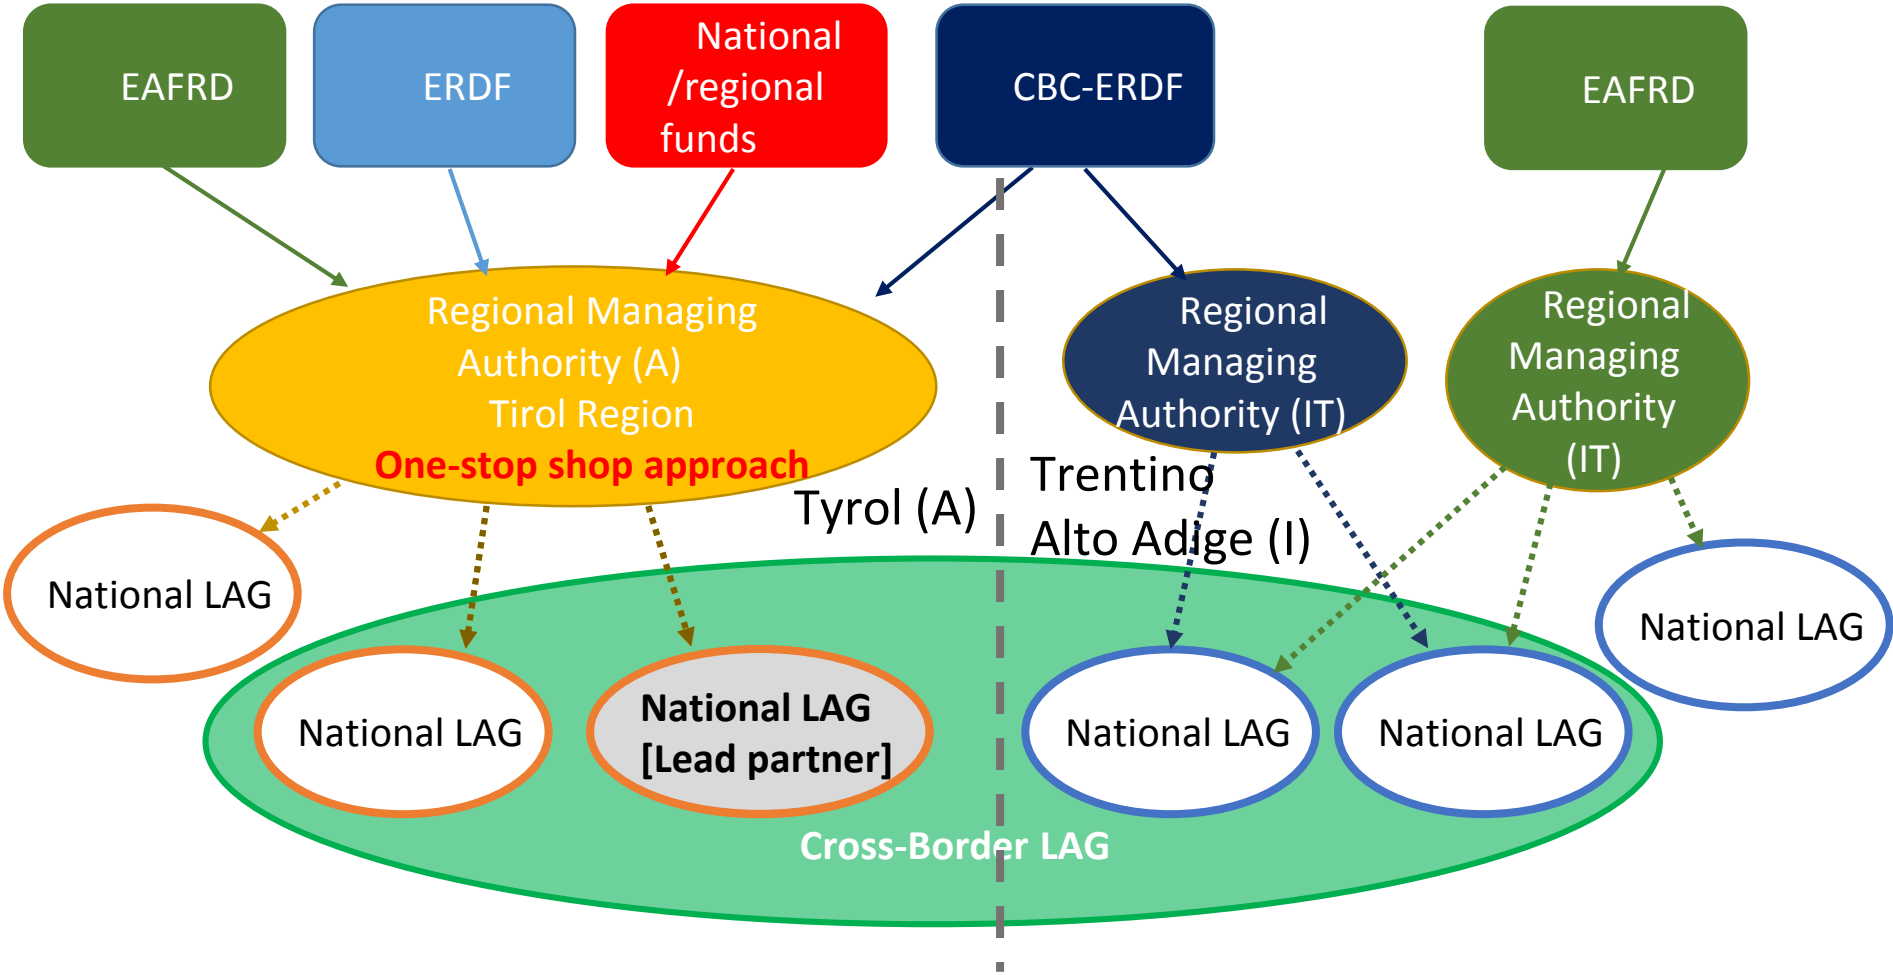 EAFRD
ERDF
National
/regional
funds
CBC-ERDF
EAFRD
Regional Managing
Authority (A)
Tirol Region
One-stop shop approach
Regional
Managing
Authority (IT)
Regional
Managing
Authority
(IT)
Tyrol (A)
Trentino
Alto Adige (I)
National LAG
National LAG
National LAG
National LAG
[Lead partner]
National LAG
National LAG
Cross-Border LAG